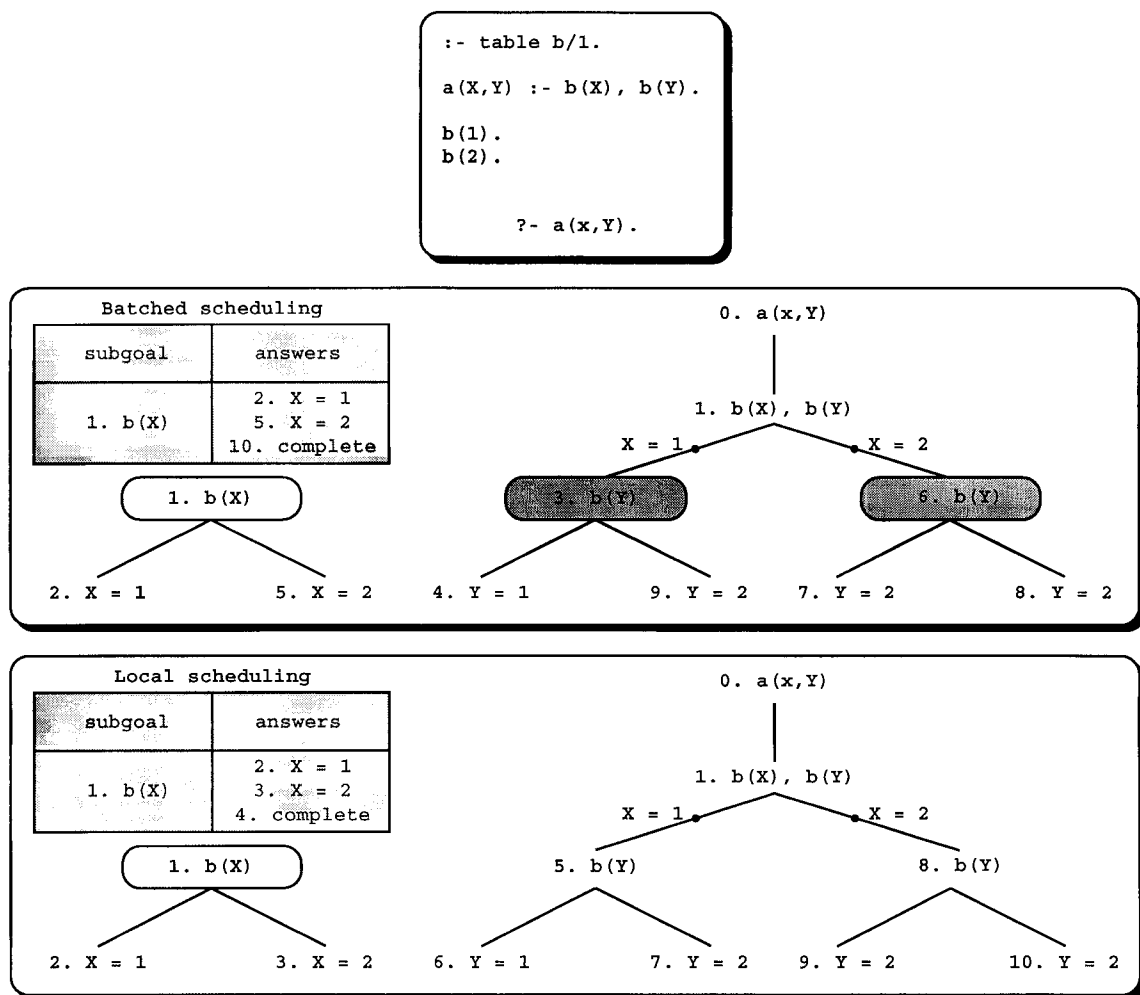 :- table b/1.
a(X,Y) :- b(X), b(Y).
b(1).
b(2).
?- a(x,Y).
Batched scheduling
subgoal answers
1. b(X)
2. X = 1
5. X = 2
10. complete
1. b(X)
2. X = 1 5. X = 2
0. a(x,Y)
1. b(X), b(Y)
X = 1 X = 2
3. b(Y) 6. b(Y)
4. Y = 1 9. Y = 2 7. Y = 2 8. Y = 2
Local scheduling
subgoal answers
1. b(X)
2. X = 1
3. X = 2
4. complete
1. b(X)
2. X = 1 3. X = 2
0. a(x,Y)
1. b(X), b(Y)
X = 1 X = 2
5. b(Y) 8. b(Y)
6. Y = 1 7. Y = 2 9. Y = 2 10. Y = 2